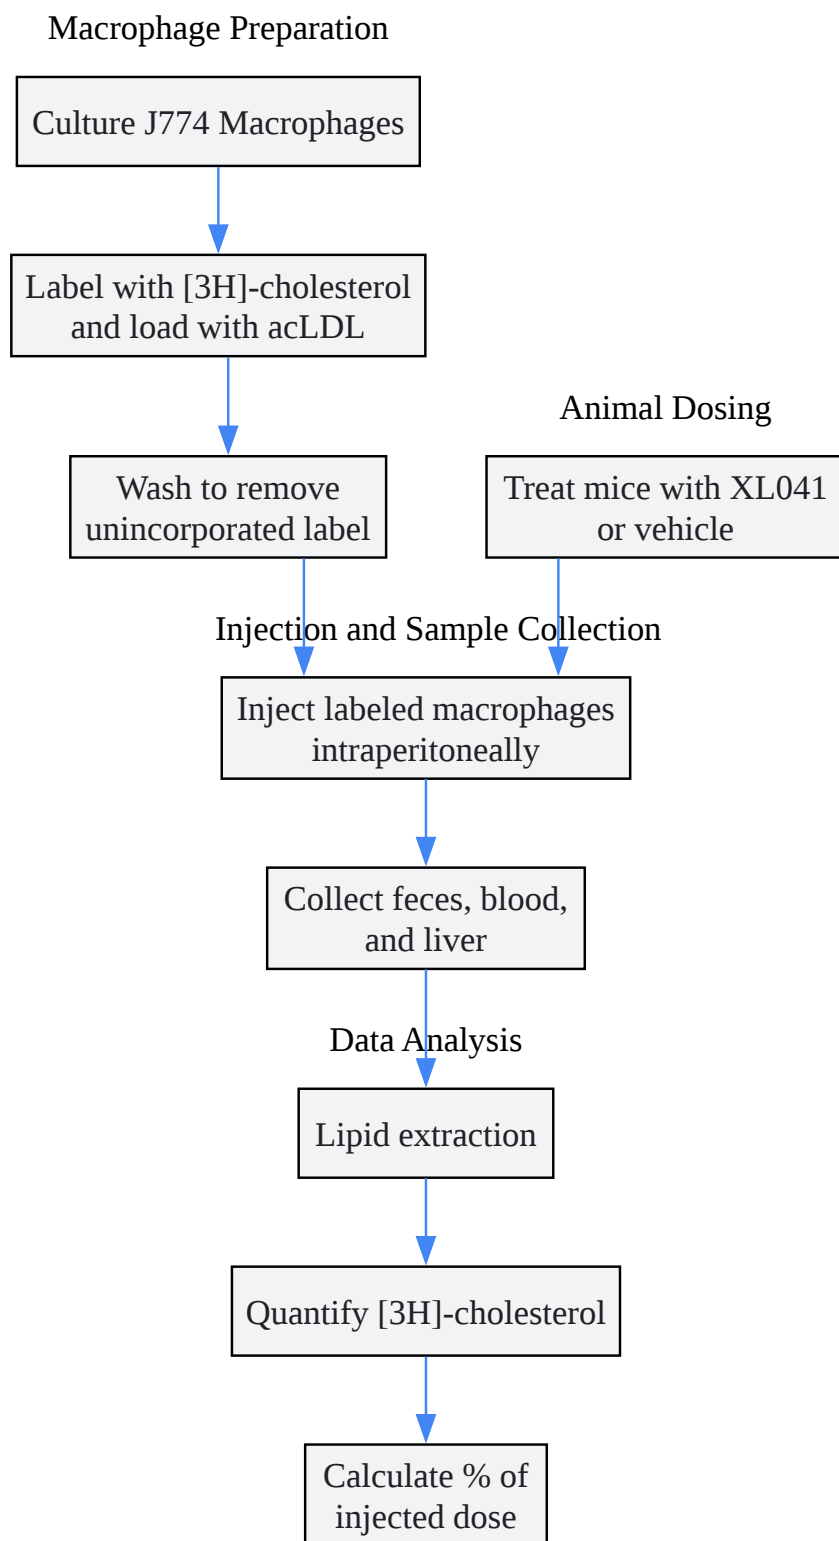 Macrophage Preparation
Culture J774 Macrophages
Label with [3H]-cholesterol
and load with acLDL
Wash to remove
unincorporated label
Animal Dosing
Treat mice with XL041
or vehicle
Injection and Sample Collection
Inject labeled macrophages
intraperitoneally
Collect feces, blood,
and liver
Data Analysis
Lipid extraction
Quantify [3H]-cholesterol
Calculate % of
injected dose